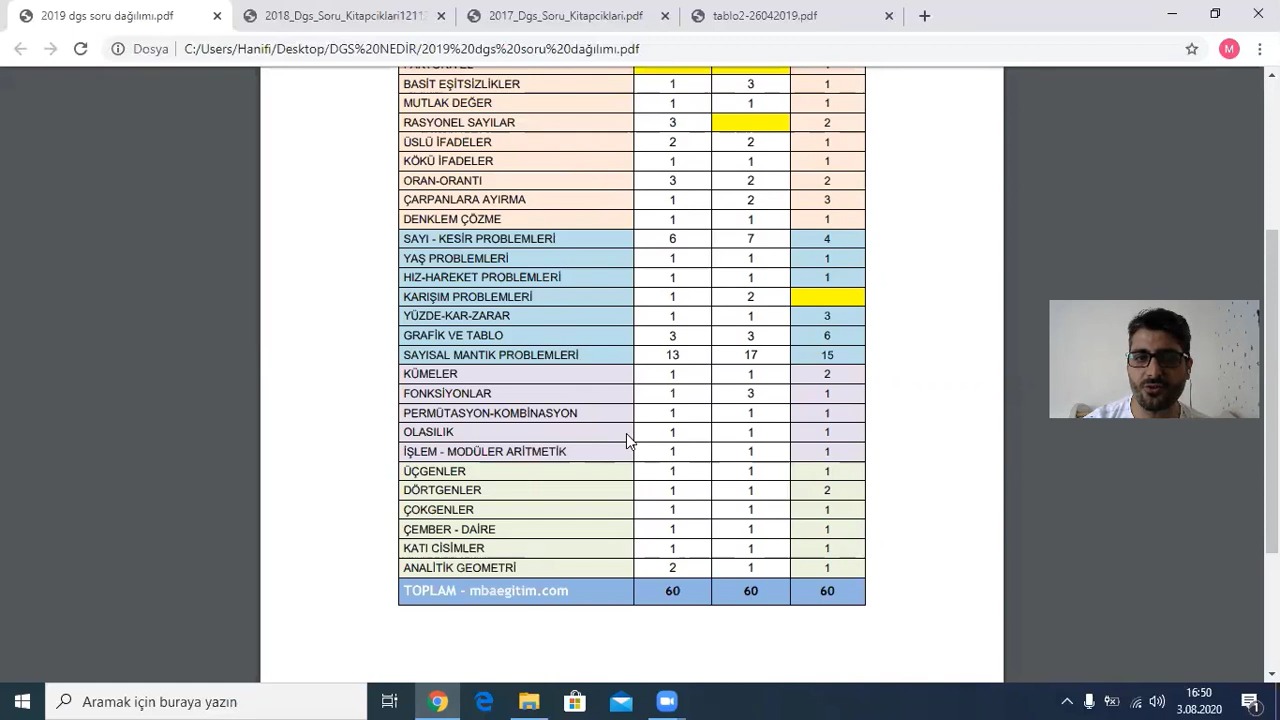 2019 dgs soru dağılımı.pdf
2018_Dgs_Soru_Kitapciklari1211
2017_Dgs_Soru_Kitapciklari.pdf
tablo2-26042019.pdf
Dosya C:/Users/Hanifi/Desktop/DGS%20NEDİR/2019%20dgs%20soru%20dağılımı.pdf
M
BASİT EŞİTSİZLİKLER 1 3 1
MUTLAK DEĞER 1 1 1
RASYONEL SAYILAR 3 2
ÜSLÜ İFADELER 2 2 1
KÖKÜ İFADELER 1 1 1
ORAN-ORANTI 3 2 2
ÇARPANLARA AYIRMA 1 2 3
DENKLEM ÇÖZME 1 1 1
SAYI - KESİR PROBLEMLERİ 6 7 4
YAŞ PROBLEMLERİ 1 1 1
HIZ-HAREKET PROBLEMLERİ 1 1 1
KARIŞIM PROBLEMLERİ 1 2
YÜZDE-KAR-ZARAR 1 1 3
GRAFİK VE TABLO 3 3 6
SAYISAL MANTIK PROBLEMLERİ 13 17 15
KÜMELER 1 1 2
FONKSİYONLAR 1 3 1
PERMÜTASYON-KOMBİNASYON 1 1 1
OLASILIK 1 1 1
İŞLEM - MODÜLER ARİTMETİK 1 1 1
ÜÇGENLER 1 1 1
DÖRTGENLER 1 1 2
ÇOKGENLER 1 1 1
ÇEMBER - DAİRE 1 1 1
KATI CİSİMLER 1 1 1
ANALİTİK GEOMETRİ 2 1 1
TOPLAM - mbaegitim.com 60 60 60
Aramak için buraya yazın
16:50
3.08.2020
1